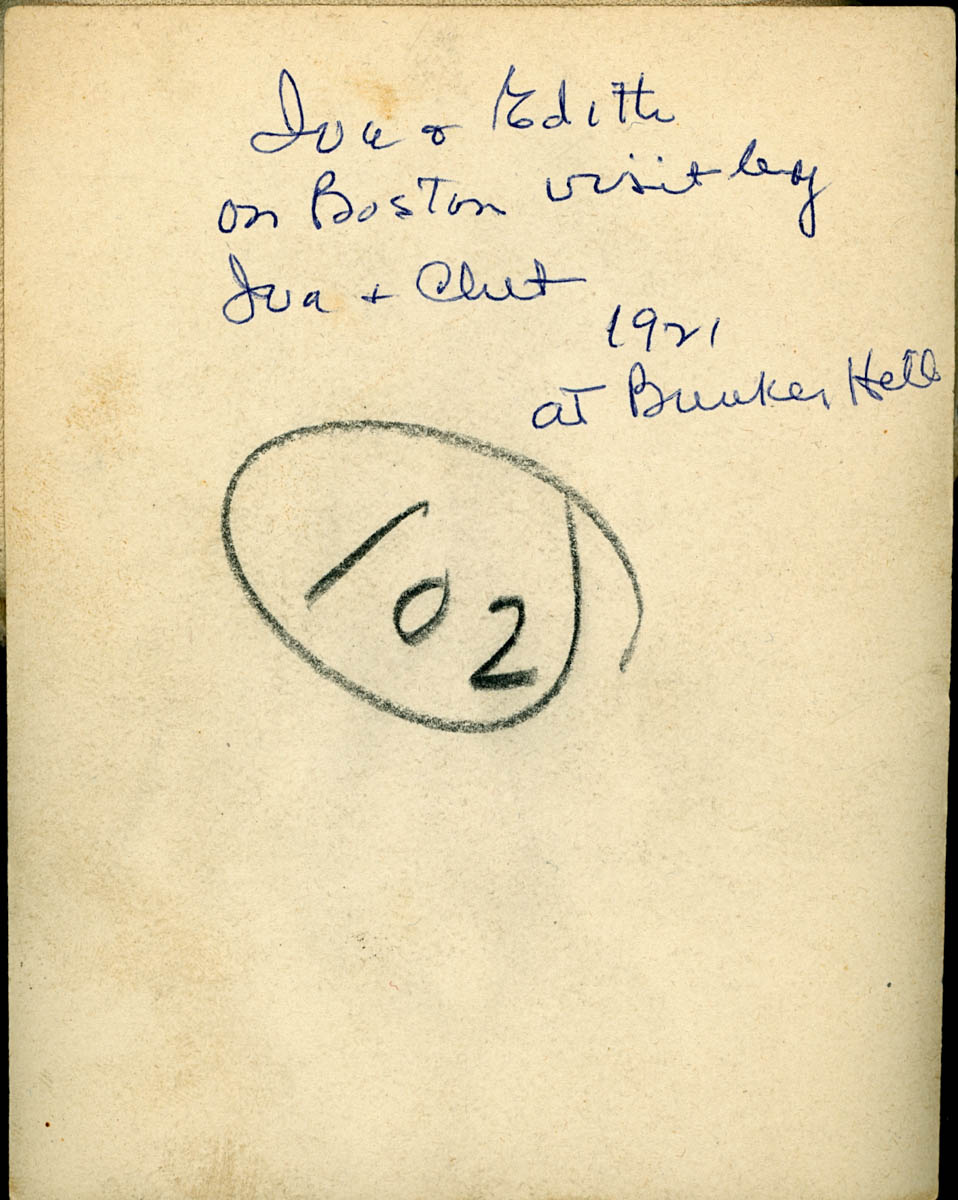 Iva & Edith
on Boston visit by
Iva + Chet
1921
at Bunker Hill
102